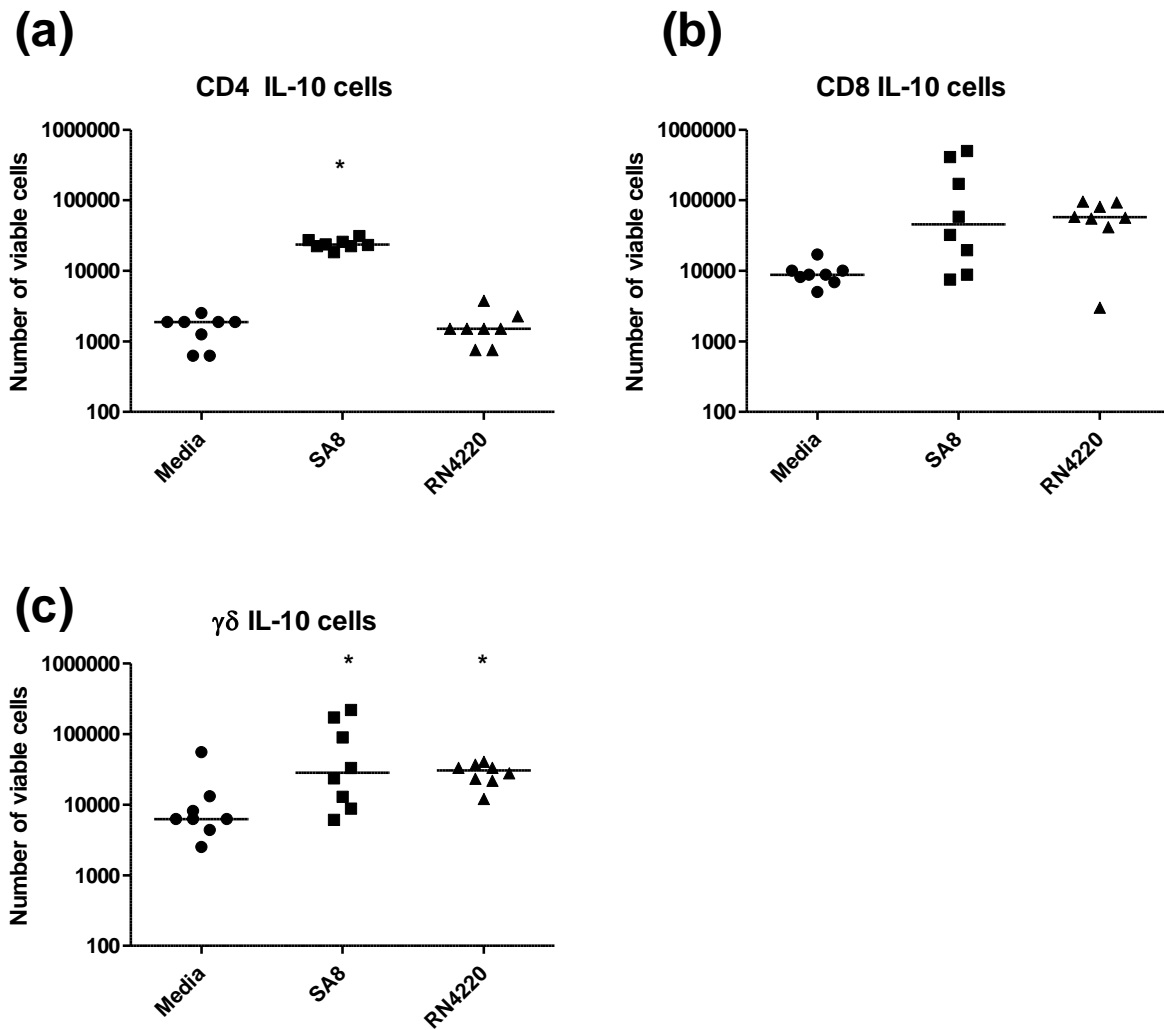 (a)
CD4 IL-10 cells
Number of viable cells
1000000
100000
10000
1000
100
*
Media
SA8
RN4220
(b)
CD8 IL-10 cells
Number of viable cells
1000000
100000
10000
1000
100
Media
SA8
RN4220
(c)
γδ IL-10 cells
Number of viable cells
1000000
100000
10000
1000
100
*
*
Media
SA8
RN4220